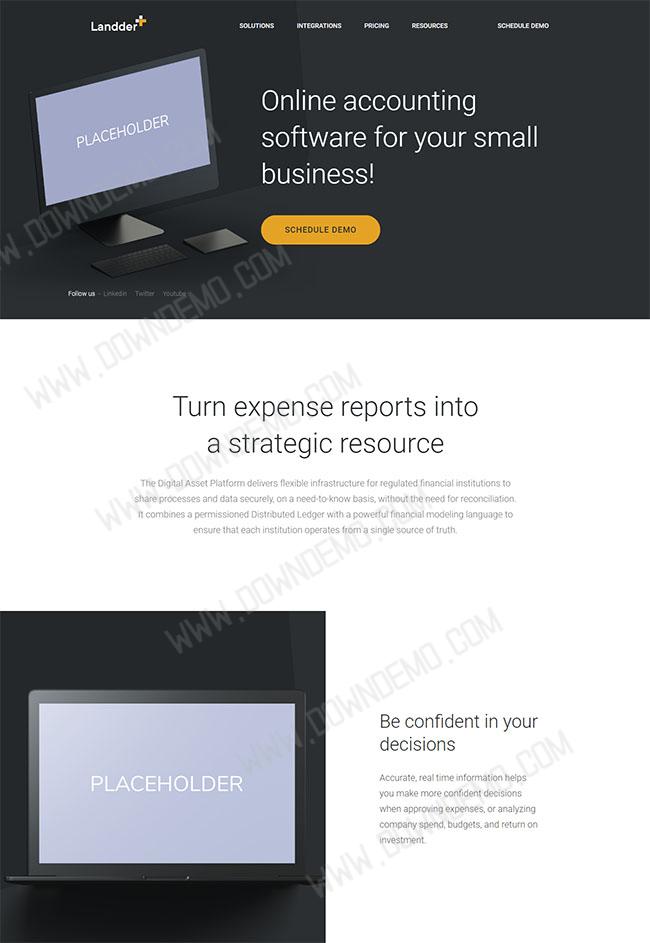 Landder
SOLUTIONS
INTEGRATIONS
PRICING
RESOURCES
SCHEDULE DEMO
PLACEHOLDER
Online accounting
software for your small
business!
SCHEDULE DEMO
Follow us – Linkedin Twitter Youtube
Turn expense reports into
a strategic resource
The Digital Asset Platform delivers flexible infrastructure for regulated financial institutions to
share processes and data securely, on a need-to-know basis, without the need for reconciliation.
It combines a permissioned Distributed Ledger with a powerful financial modeling language to
ensure that each institution operates from a single source of truth.
PLACEHOLDER
Be confident in your
decisions
Accurate, real time information helps
you make more confident decisions
when approving expenses, or analyzing
company spend, budgets, and return on
investment.
WWW.DOWNDEMO.COM
WWW.DOWNDEMO.COM
WWW.DOWNDEMO.COM
WWW.DOWNDEMO.COM
WWW.DOWNDEMO.COM
WWW.DOWNDEMO.COM